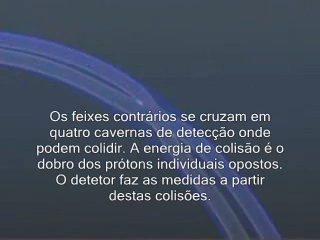 Os feixes contrários se cruzam em
quatro cavernas de detecção onde
podem colidir. A energia de colisão é o
dobro dos prótons individuais opostos.
O detetor faz as medidas a partir
destas colisões.